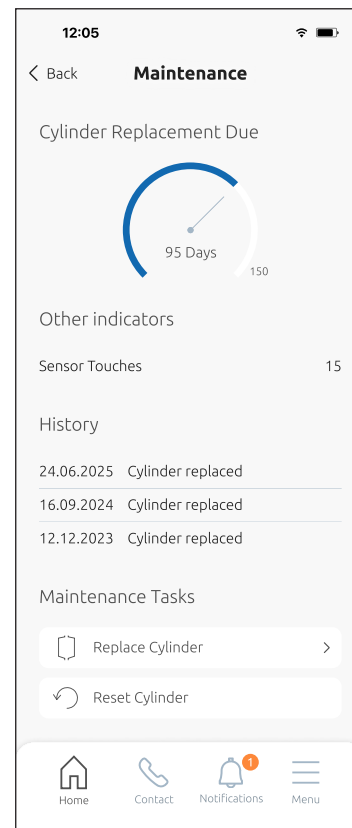 12:05
Back Maintenance
Cylinder Replacement Due
95 Days
150
Other indicators
Sensor Touches 15
History
24.06.2025 Cylinder replaced
16.09.2024 Cylinder replaced
12.12.2023 Cylinder replaced
Maintenance Tasks
Replace Cylinder
Reset Cylinder
1
Home Contact Notifications Menu